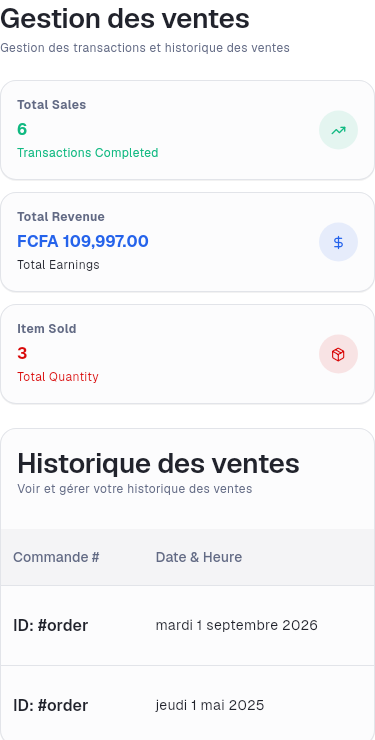 Gestion des ventes
Gestion des transactions et historique des ventes
Total Sales
6
Transactions Completed
Total Revenue
FCFA 109,997.00
Total Earnings
Item Sold
3
Total Quantity
Historique des ventes
Voir et gérer votre historique des ventes
Commande # Date & Heure
ID: #order mardi 1 septembre 2026
ID: #order jeudi 1 mai 2025